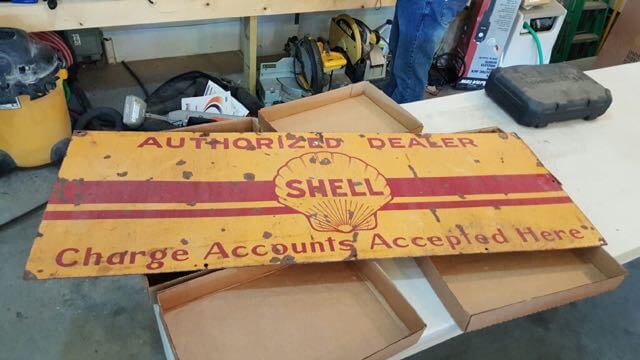 AUTHORIZED DEALER
SHELL
Charge Accounts Accepted Here